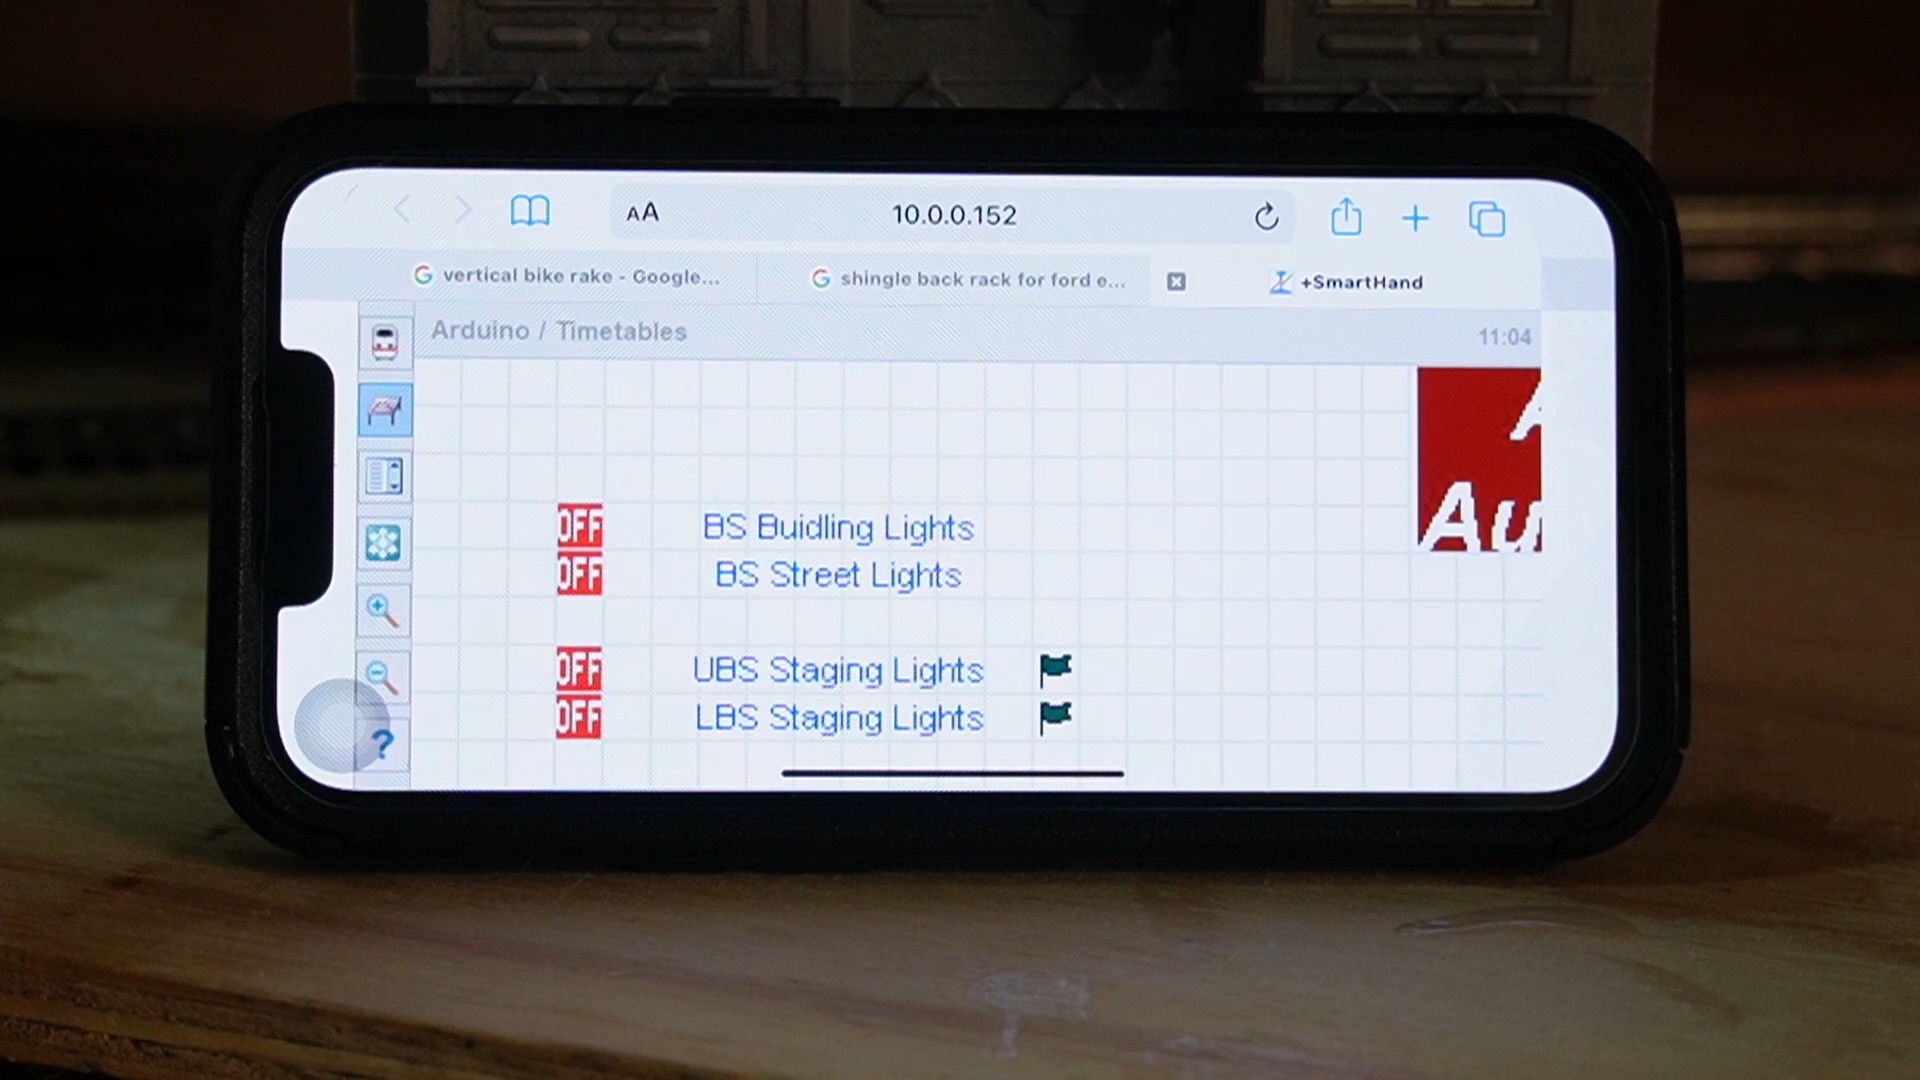 AA 10.0.0.152
vertical bike rake - Google...
shingle back rack for ford e...
+SmartHand
Arduino / Timetables
11:04
A
Au
OFF BS Buidling Lights
OFF BS Street Lights
OFF UBS Staging Lights
OFF LBS Staging Lights
?